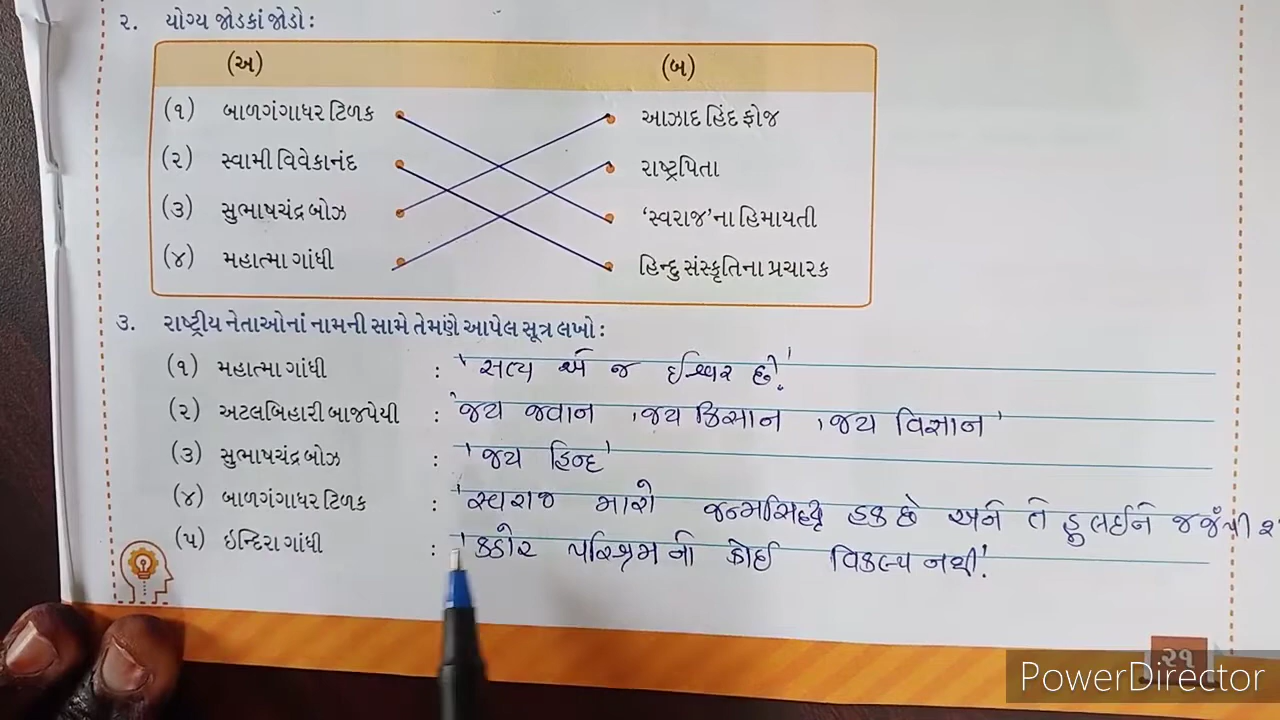 ૨. યોગ્ય જોડકાં જોડો :
(અ) (બ)
(૧) બાળગંગાધર ટિળક આઝાદ હિંદ ફોજ
(૨) સ્વામી વિવેકાનંદ રાષ્ટ્રપિતા
(૩) સુભાષચંદ્ર બોઝ ‘સ્વરાજ’ના હિમાયતી
(૪) મહાત્મા ગાંધી હિન્દુ સંસ્કૃતિના પ્રચારક
૩. રાષ્ટ્રીય નેતાઓનાં નામની સામે તેમણે આપેલ સૂત્ર લખો :
(૧) મહાત્મા ગાંધી : 'સત્ય એ જ ઈશ્વર છે.'
(૨) અટલબિહારી બાજપેયી : 'જય જવાન ,જય કિસાન ,જય વિજ્ઞાન'
(૩) સુભાષચંદ્ર બોઝ : 'જય હિન્દ'
(૪) બાળગંગાધર ટિળક : 'સ્વરાજ મારો જન્મસિદ્ધ હક છે અને તે હું લઈને જ
(૫) ઇન્દિરા ગાંધી : 'કઠોર પરિશ્રમનો કોઈ વિકલ્પ નથી.'
૨૧
PowerDirector